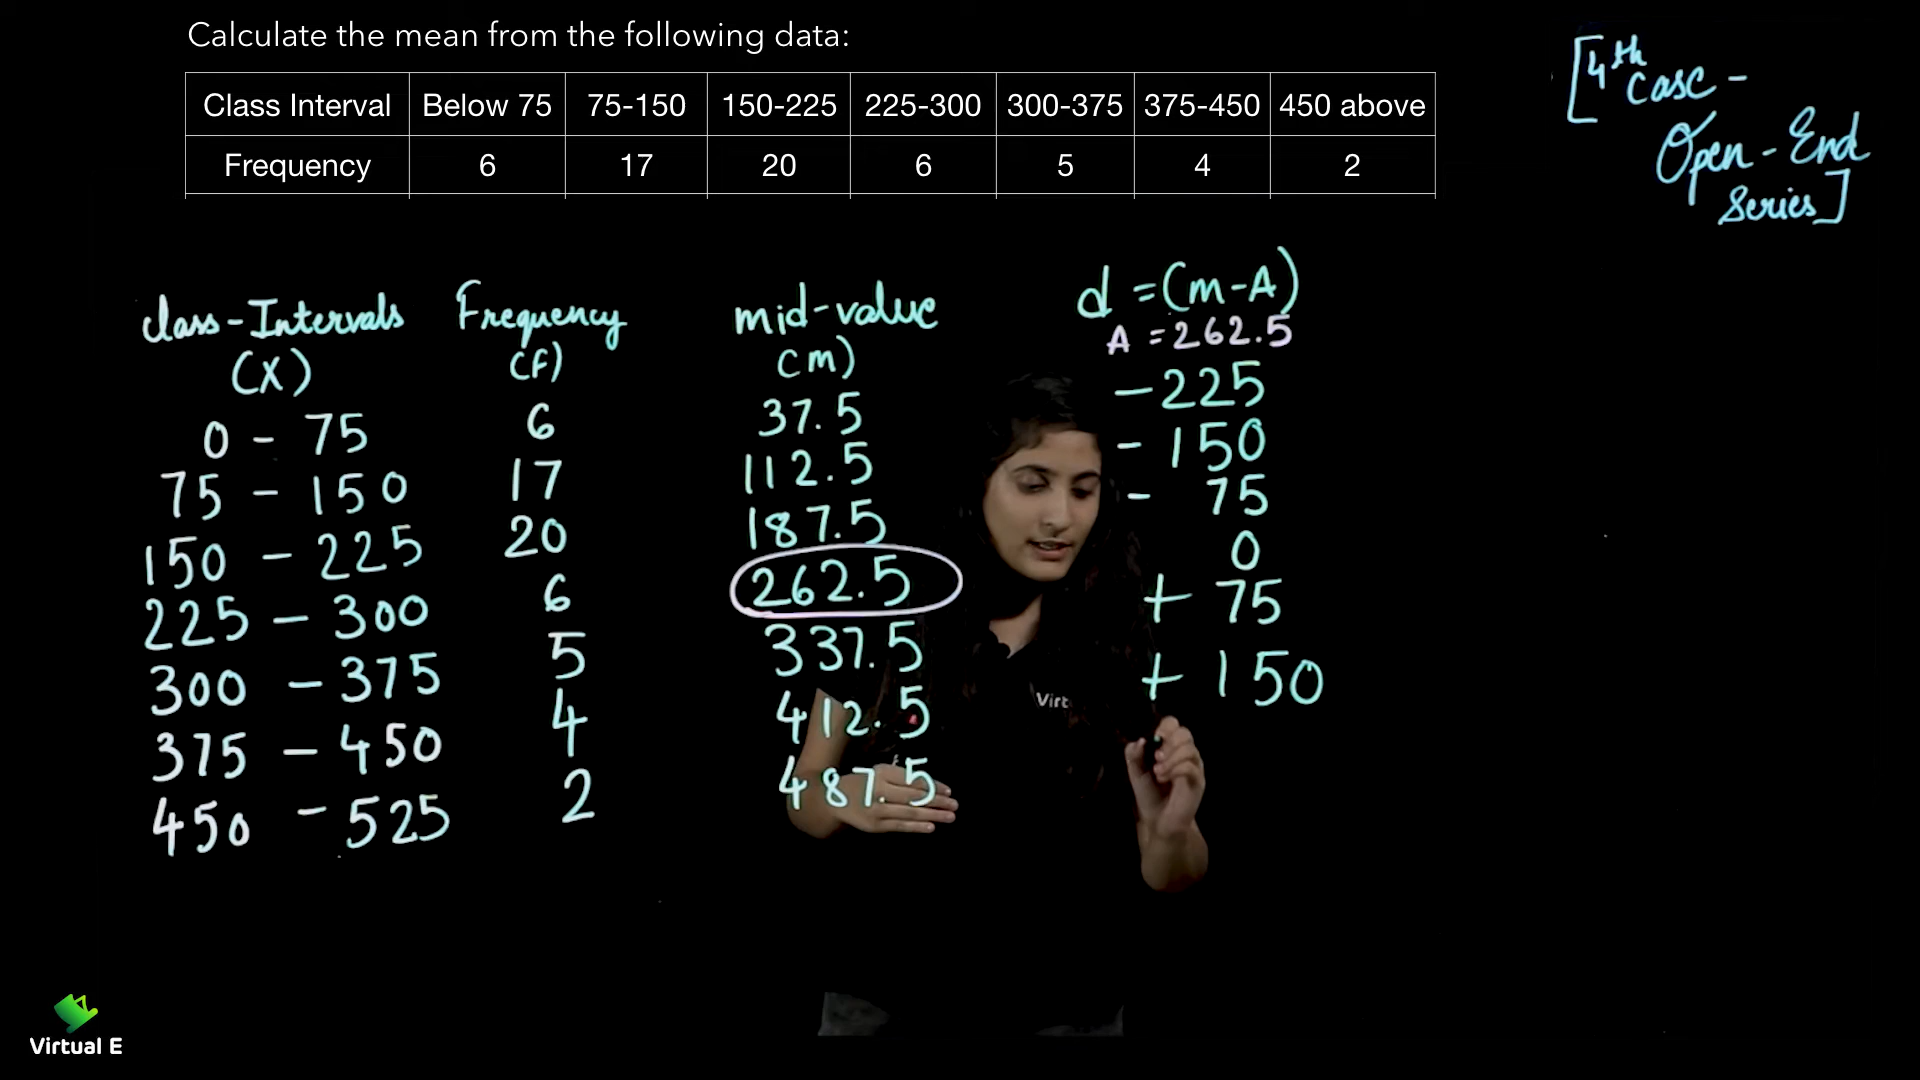 Calculate the mean from the following data:
Class Interval Below 75 75-150 150-225 225-300 300-375 375-450 450 above
Frequency 6 17 20 6 5 4 2
[4th Case -
Open - End
Series]
Class-Intervals Frequency mid-value d = (m-A)
(X) (F) (m) A = 262.5
0 - 75 6 37.5 -225
75 - 150 17 112.5 - 150
150 - 225 20 187.5 - 75
225 - 300 6 262.5 0
300 - 375 5 337.5 + 75
375 - 450 4 412.5 + 150
450 - 525 2 487.5
Virt
Virtual E